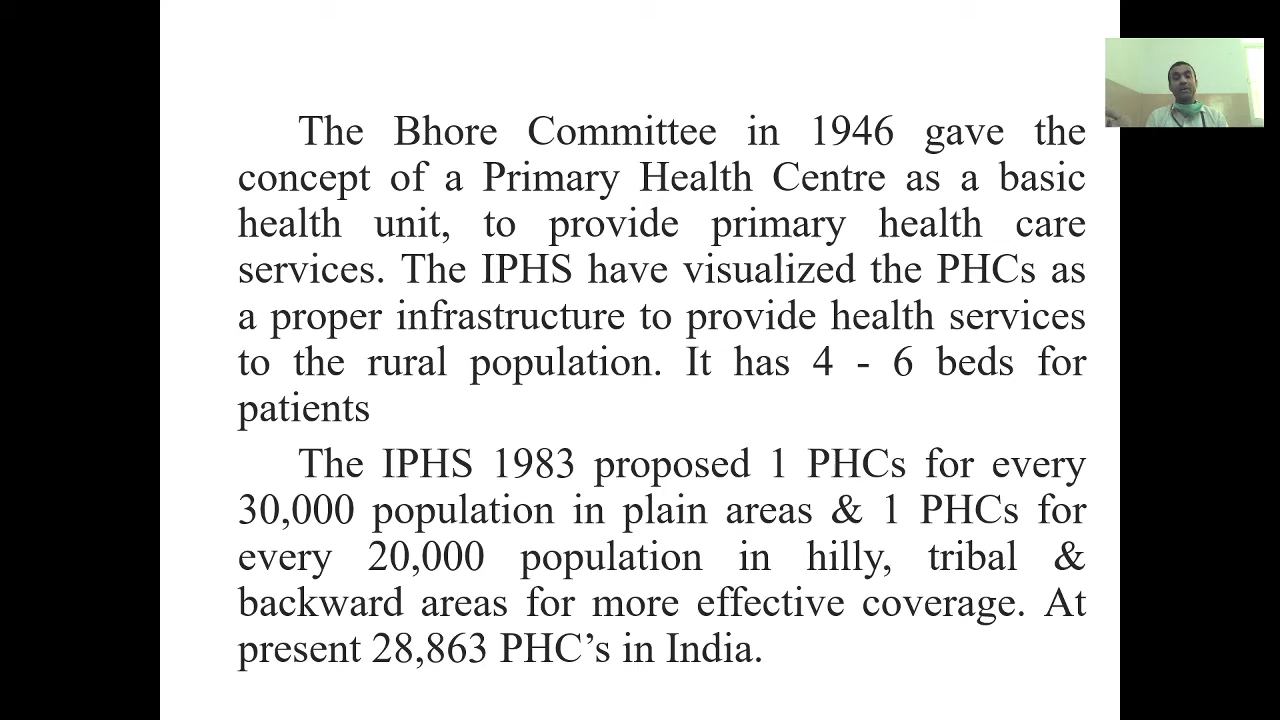 The Bhore Committee in 1946 gave the
concept of a Primary Health Centre as a basic
health unit, to provide primary health care
services. The IPHS have visualized the PHCs as
a proper infrastructure to provide health services
to the rural population. It has 4 - 6 beds for
patients
The IPHS 1983 proposed 1 PHCs for every
30,000 population in plain areas & 1 PHCs for
every 20,000 population in hilly, tribal &
backward areas for more effective coverage. At
present 28,863 PHC’s in India.